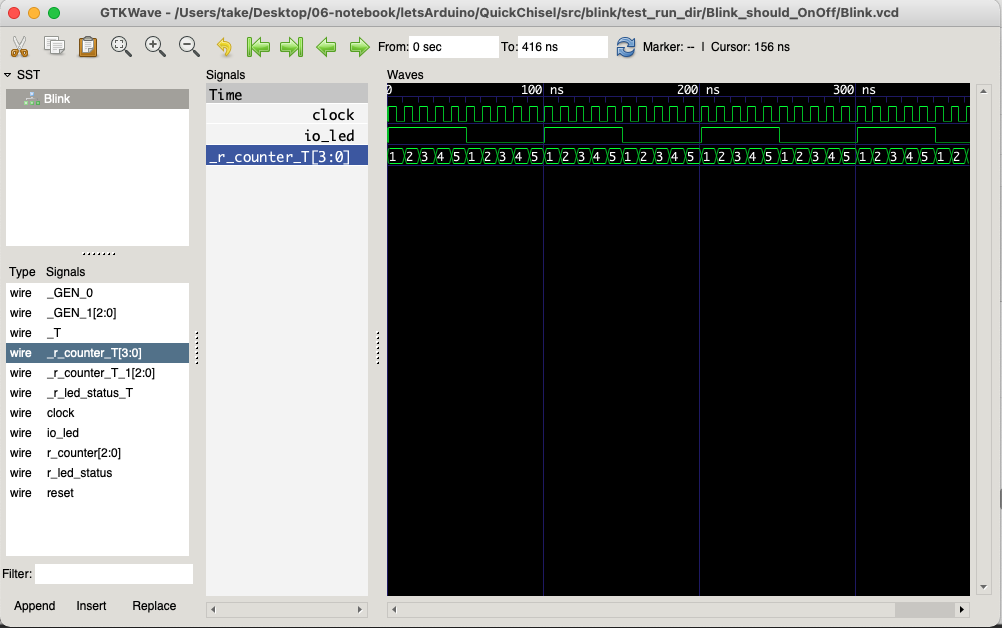 GTKWave - /Users/take/Desktop/06-notebook/letsArduino/QuickChisel/src/blink/test_run_dir/Blink_should_OnOff/Blink.vcd
From: 0 sec To: 416 ns Marker: -- | Cursor: 156 ns
SST
Blink
Type Signals
wire _GEN_0
wire _GEN_1[2:0]
wire _T
wire _r_counter_T[3:0]
wire _r_counter_T_1[2:0]
wire _r_led_status_T
wire clock
wire io_led
wire r_counter[2:0]
wire r_led_status
wire reset
Filter:
Append Insert Replace
Signals
Time
clock
io_led
_r_counter_T[3:0]
Waves
0 100 ns 200 ns 300 ns
1 2 3 4 5 1 2 3 4 5 1 2 3 4 5 1 2 3 4 5 1 2 3 4 5 1 2 3 4 5 1 2 3 4 5 1 2